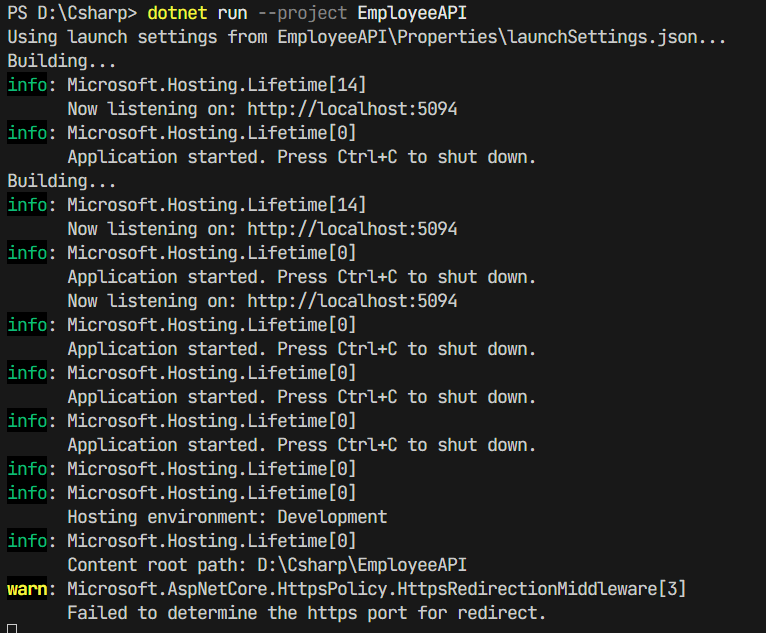 PS D:\Csharp> dotnet run --project EmployeeAPI
Using launch settings from EmployeeAPI\Properties\launchSettings.json...
Building...
info: Microsoft.Hosting.Lifetime[14]
      Now listening on: http://localhost:5094
info: Microsoft.Hosting.Lifetime[0]
      Application started. Press Ctrl+C to shut down.
Building...
info: Microsoft.Hosting.Lifetime[14]
      Now listening on: http://localhost:5094
info: Microsoft.Hosting.Lifetime[0]
      Application started. Press Ctrl+C to shut down.
      Now listening on: http://localhost:5094
info: Microsoft.Hosting.Lifetime[0]
      Application started. Press Ctrl+C to shut down.
info: Microsoft.Hosting.Lifetime[0]
      Application started. Press Ctrl+C to shut down.
info: Microsoft.Hosting.Lifetime[0]
      Application started. Press Ctrl+C to shut down.
info: Microsoft.Hosting.Lifetime[0]
info: Microsoft.Hosting.Lifetime[0]
      Hosting environment: Development
info: Microsoft.Hosting.Lifetime[0]
      Content root path: D:\Csharp\EmployeeAPI
warn: Microsoft.AspNetCore.HttpsPolicy.HttpsRedirectionMiddleware[3]
      Failed to determine the https port for redirect.